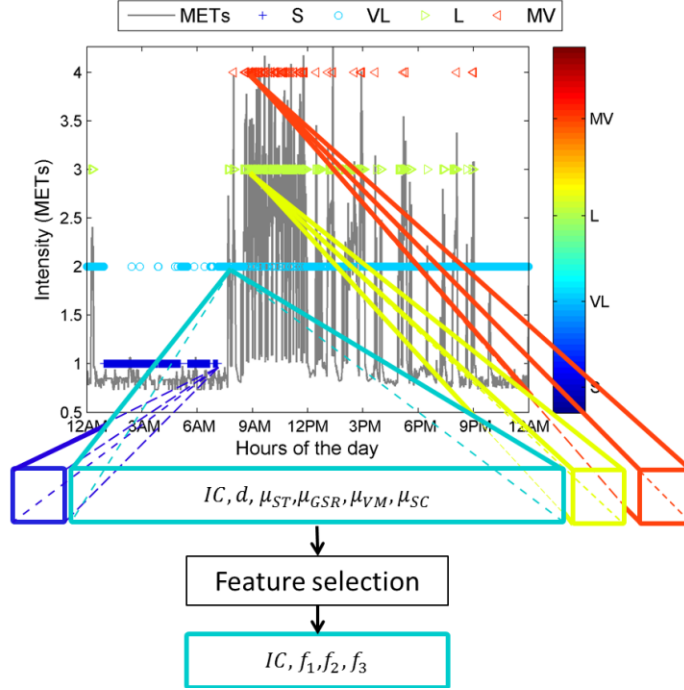 METs S VL L MV
4
3.5
3
2.5
2
1.5
1
0.5
Intensity (METs)
12AM 3AM 6AM 9AM 12PM 3PM 6PM 9PM 12AM
Hours of the day
MV
L
VL
S
IC, d, μST,μGSR,μVM,μSC
Feature selection
IC, f1,f2,f3